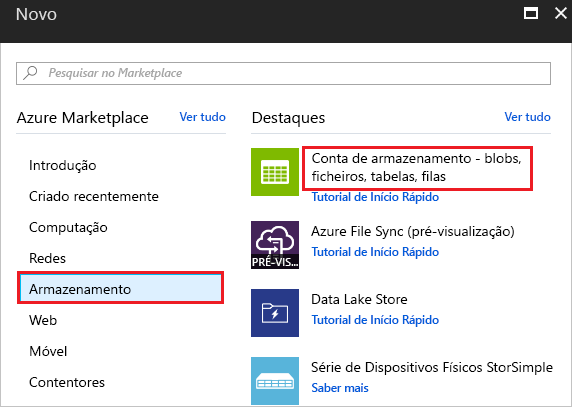 Novo
Pesquisar no Marketplace
Azure Marketplace
Ver tudo
Introdução
Criado recentemente
Computação
Redes
Armazenamento
Web
Móvel
Contentores
Destaques
Ver tudo
Conta de armazenamento - blobs,
ficheiros, tabelas, filas
Tutorial de Início Rápido
PRÉ-VIS...
Azure File Sync (pré-visualização)
Tutorial de Início Rápido
Data Lake Store
Tutorial de Início Rápido
Série de Dispositivos Físicos StorSimple
Saber mais